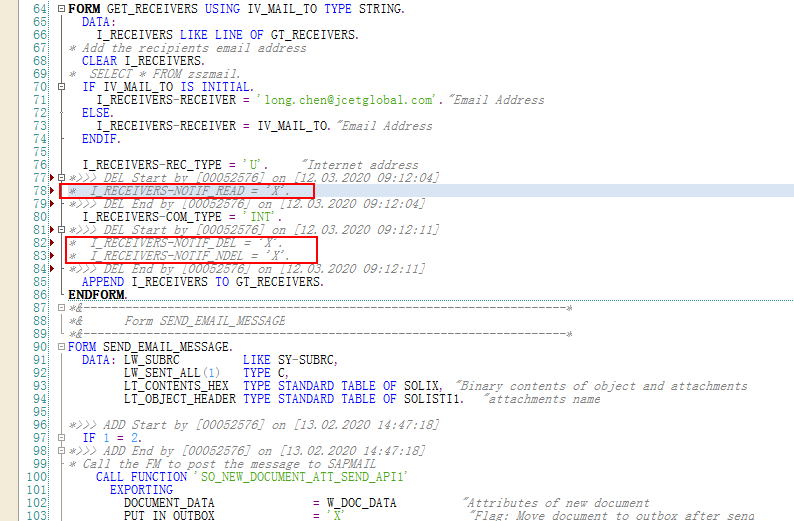 64 FORM GET_RECEIVERS USING IV_MAIL_TO TYPE STRING.
65 DATA:
66 I_RECEIVERS LIKE LINE OF GT_RECEIVERS.
67 * Add the recipients email address
68 CLEAR I_RECEIVERS.
69 * SELECT * FROM zszmail.
70 IF IV_MAIL_TO IS INITIAL.
71 I_RECEIVERS-RECEIVER = 'long.chen@jcetglobal.com'. "Email Address
72 ELSE.
73 I_RECEIVERS-RECEIVER = IV_MAIL_TO. "Email Address
74 ENDIF.
75
76 I_RECEIVERS-REC_TYPE = 'U'. "Internet address
77 *>>> DEL Start by [00052576] on [12.03.2020 09:12:04]
78 * I_RECEIVERS-NOTIF_READ = 'X'.
79 *>>> DEL End by [00052576] on [12.03.2020 09:12:04]
80 I_RECEIVERS-COM_TYPE = 'INT'.
81 *>>> DEL Start by [00052576] on [12.03.2020 09:12:11]
82 * I_RECEIVERS-NOTIF_DEL = 'X'.
83 * I_RECEIVERS-NOTIF_NDEL = 'X'.
84 *>>> DEL End by [00052576] on [12.03.2020 09:12:11]
85 APPEND I_RECEIVERS TO GT_RECEIVERS.
86 ENDFORM.
87 *&---------------------------------------------------------------------*
88 *& Form SEND_EMAIL_MESSAGE
89 *&---------------------------------------------------------------------*
90 FORM SEND_EMAIL_MESSAGE.
91 DATA: LW_SUBRC LIKE SY-SUBRC,
92 LW_SENT_ALL(1) TYPE C,
93 LT_CONTENTS_HEX TYPE STANDARD TABLE OF SOLIX, "Binary contents of object and attachments
94 LT_OBJECT_HEADER TYPE STANDARD TABLE OF SOLISTI1. "attachments name
95
96 *>>> ADD Start by [00052576] on [13.02.2020 14:47:18]
97 IF 1 = 2.
98 *>>> ADD End by [00052576] on [13.02.2020 14:47:18]
99 * Call the FM to post the message to SAPMAIL
100 CALL FUNCTION 'SO_NEW_DOCUMENT_ATT_SEND_API1'
101 EXPORTING
102 DOCUMENT_DATA = W_DOC_DATA "Attributes of new document
103 PUT_IN_OUTBOX = 'X' "Flag: Move document to outbox after send